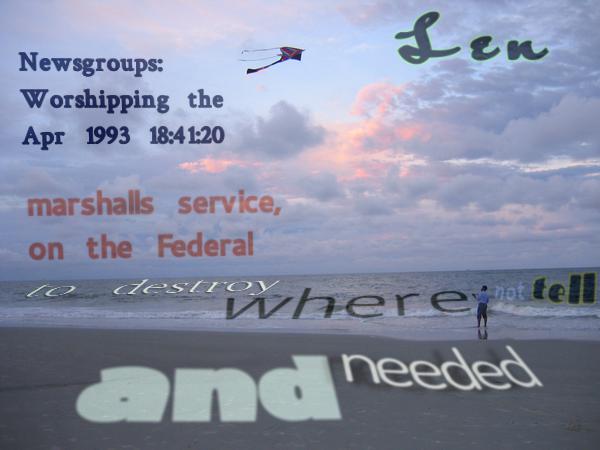 Len
Newsgroups:
Worshipping the
Apr 1993 18:41:20
marshalls service,
on the Federal
to destroy
where
not tell
and
needed